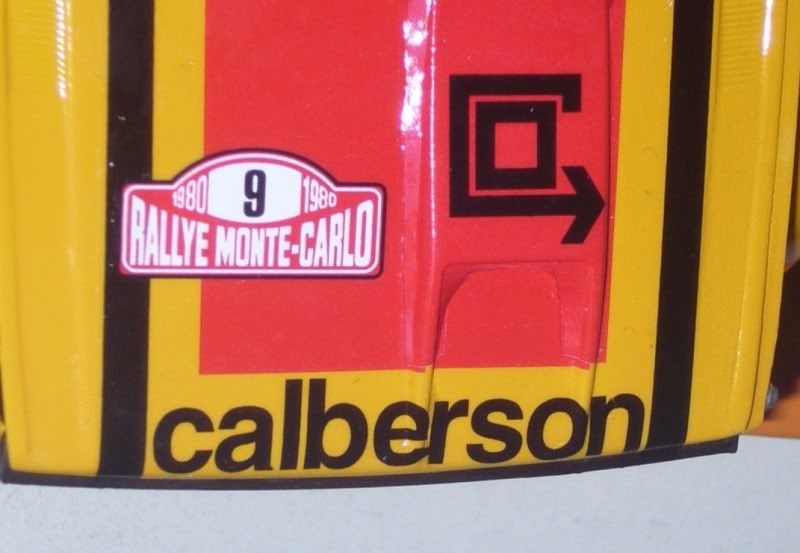 1980 9 1980
RALLYE MONTE-CARLO
calberson